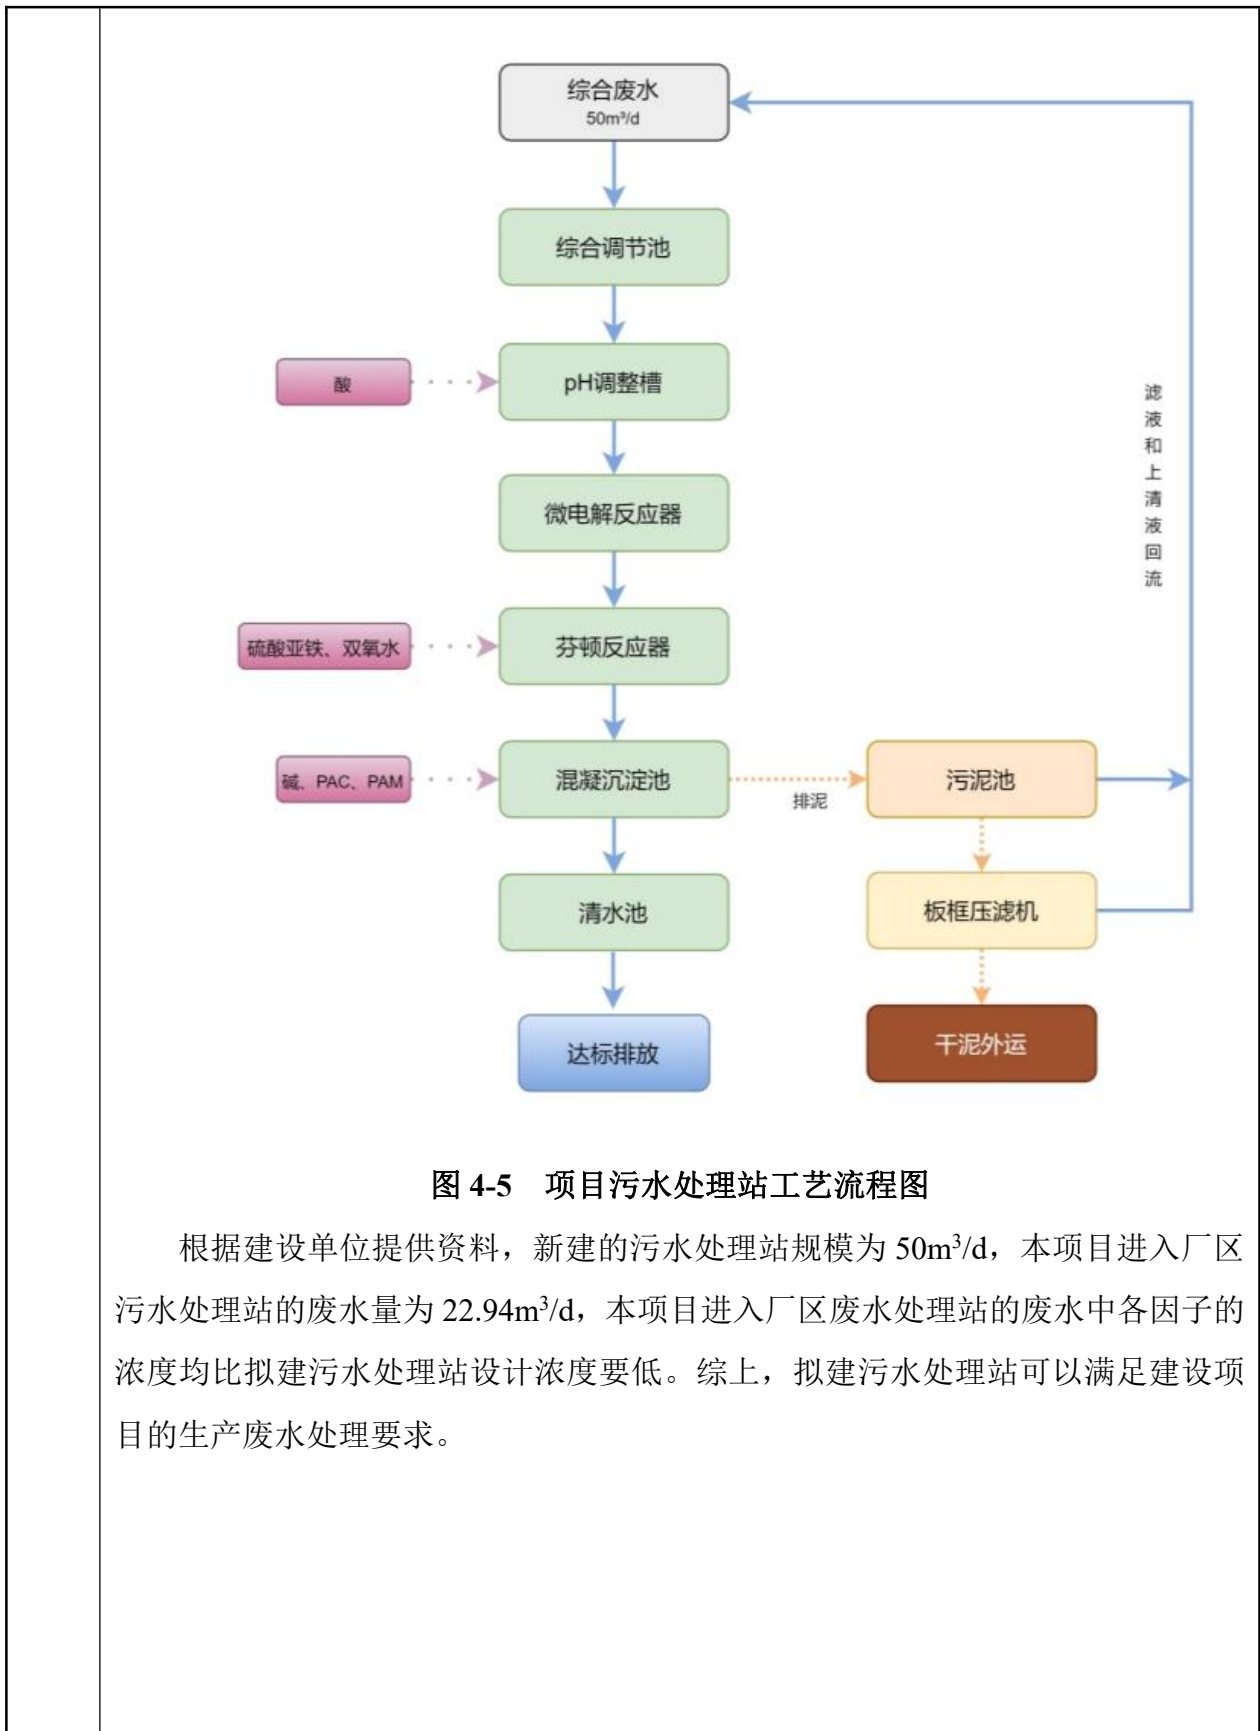 综合废水
50m³/d
综合调节池
酸
pH调整槽
滤液和上清液回流
微电解反应器
硫酸亚铁、双氧水
芬顿反应器
碱、PAC、PAM
混凝沉淀池
排泥
污泥池
清水池
板框压滤机
达标排放
干泥外运
图 4-5 项目污水处理站工艺流程图
根据建设单位提供资料，新建的污水处理站规模为 50m³/d，本项目进入厂区
污水处理站的废水量为 22.94m³/d，本项目进入厂区废水处理站的废水中各因子的
浓度均比拟建污水处理站设计浓度要低。综上，拟建污水处理站可以满足建设项
目的生产废水处理要求。